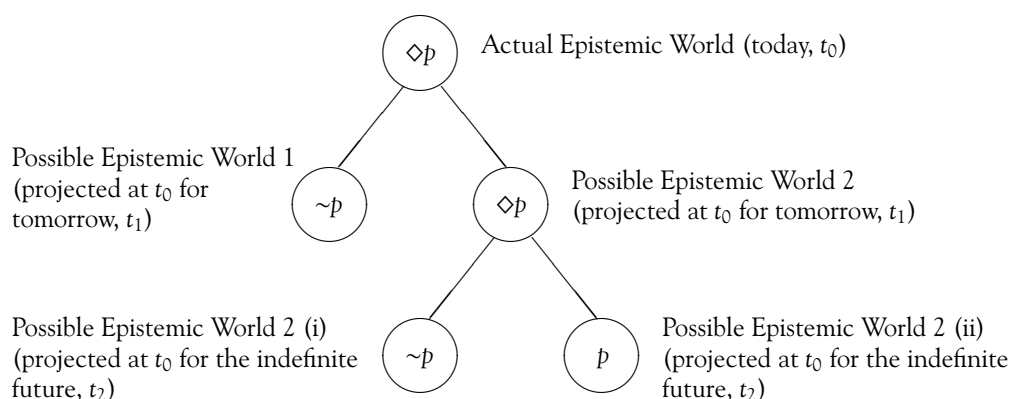 ◇p
Actual Epistemic World (today, t₀)
Possible Epistemic World 1
(projected at t₀ for
tomorrow, t₁)
~p
◇p
Possible Epistemic World 2
(projected at t₀ for tomorrow, t₁)
Possible Epistemic World 2 (i)
(projected at t₀ for the indefinite
future, t₂)
~p
p
Possible Epistemic World 2 (ii)
(projected at t₀ for the indefinite
future, t₂)